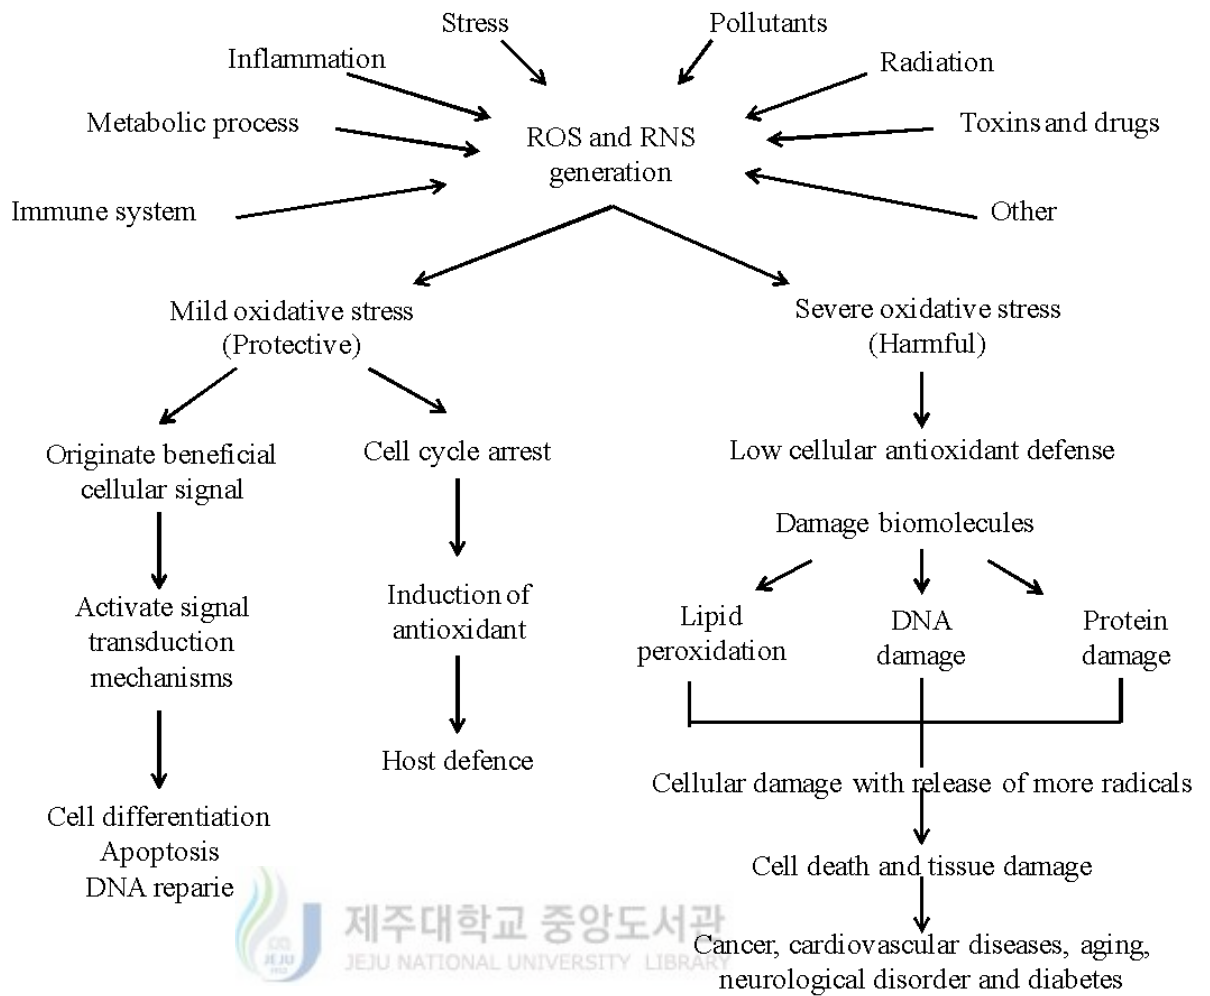 Stress
Pollutants
Inflammation
Radiation
Metabolic process
Toxins and drugs
ROS and RNS
generation
Immune system
Other
Mild oxidative stress
(Protective)
Severe oxidative stress
(Harmful)
Originate beneficial
cellular signal
Cell cycle arrest
Low cellular antioxidant defense
Damage biomolecules
Activate signal
transduction
mechanisms
Induction of
antioxidant
Lipid
peroxidation
DNA
damage
Protein
damage
Host defence
Cellular damage with release of more radicals
Cell differentiation
Apoptosis
DNA reparie
Cell death and tissue damage
Cancer, cardiovascular diseases, aging,
neurological disorder and diabetes
제주대학교 중앙도서관
JEJU NATIONAL UNIVERSITY LIBRARY
JEJU
1952